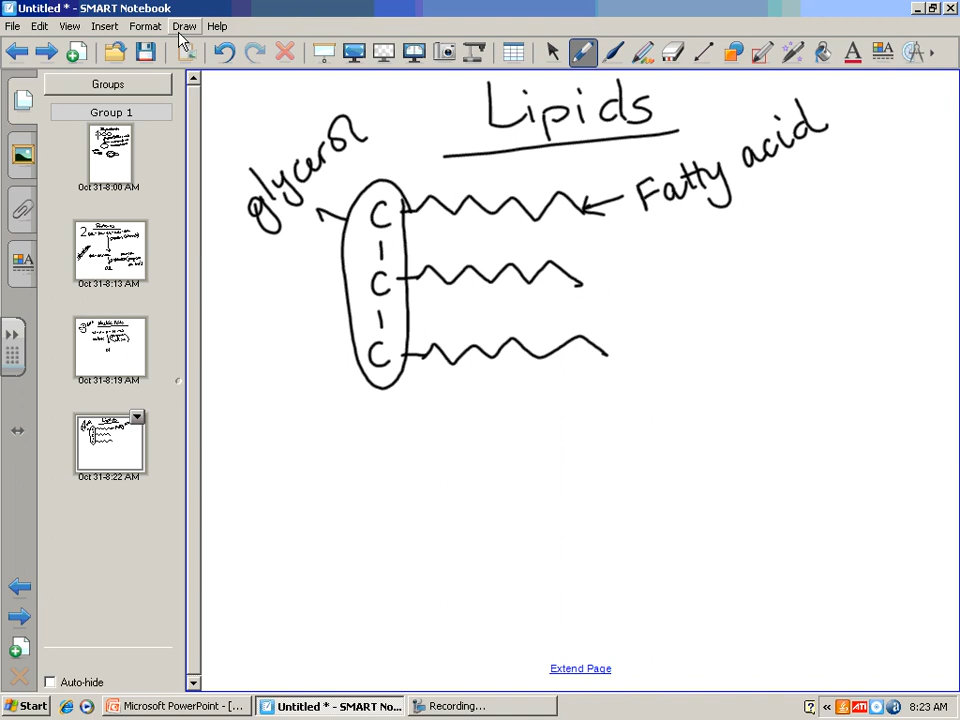 Untitled * - SMART Notebook
File Edit View Insert Format Draw Help
Groups
Group 1
Oct 31-8:00 AM
Oct 31-8:13 AM
Oct 31-8:19 AM
Oct 31-8:22 AM
Auto-hide
Lipids
glycerol
Fatty acid
C
C
C
Extend Page
Start
Microsoft PowerPoint - [...
Untitled * - SMART No...
Recording...
8:23 AM